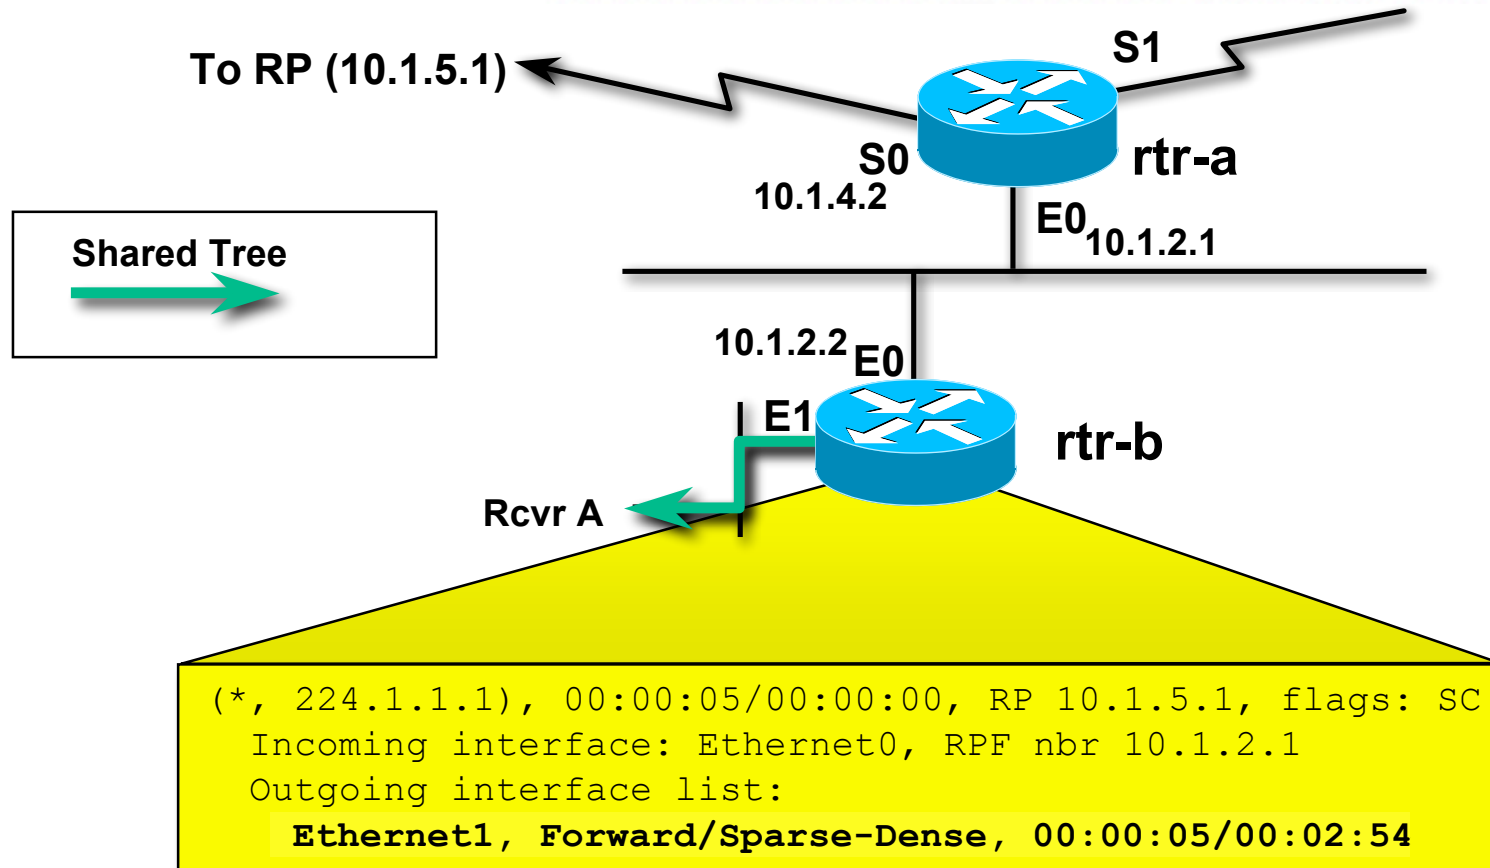 S1
To RP (10.1.5.1)
rtr-a
S0
10.1.4.2
E0
10.1.2.1
Shared Tree
10.1.2.2
E0
E1
rtr-b
Rcvr A
(*, 224.1.1.1), 00:00:05/00:00:00, RP 10.1.5.1, flags: SC
Incoming interface: Ethernet0, RPF nbr 10.1.2.1
Outgoing interface list:
Ethernet1, Forward/Sparse-Dense, 00:00:05/00:02:54